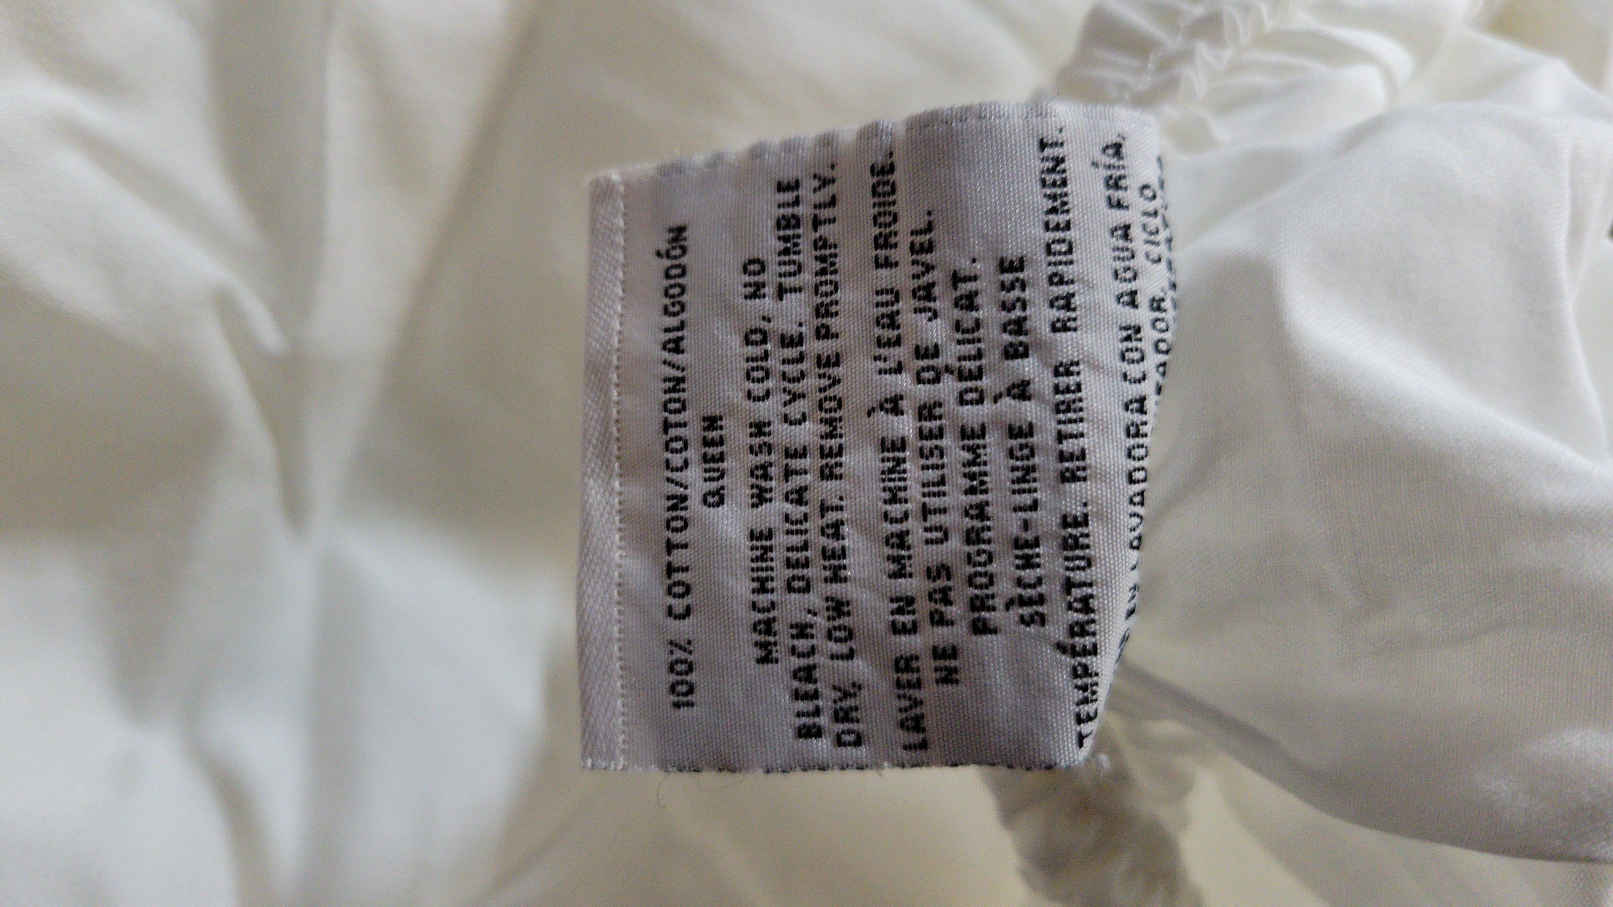 100% COTTON/COTON/ALGODÓN
QUEEN
MACHINE WASH COLD, NO
BLEACH, DELICATE CYCLE. TUMBLE
DRY, LOW HEAT. REMOVE PROMPTLY.
LAVER EN MACHINE À L'EAU FROIDE.
NE PAS UTILISER DE JAVEL.
PROGRAMME DÉLICAT.
SÈCHE-LINGE À BASSE
TEMPÉRATURE. RETIRER RAPIDEMENT.
EN LAVADORA CON AGUA FRÍA,
CICLO